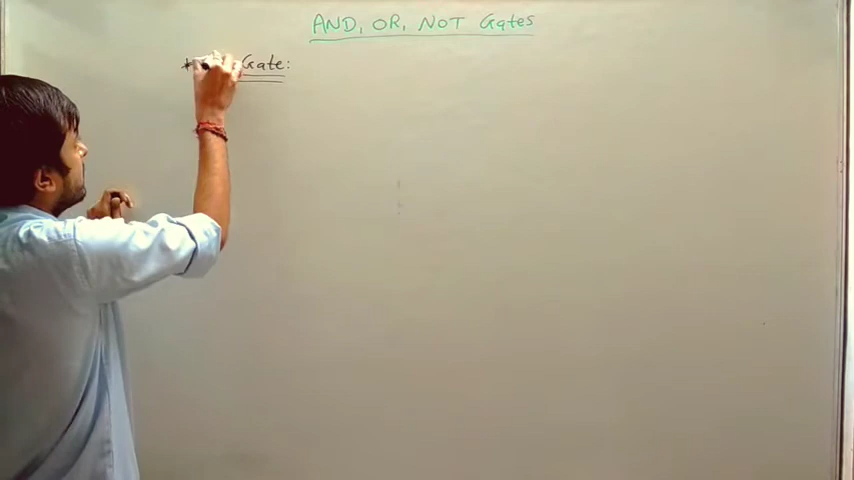 AND, OR, NOT Gates
* Gate: